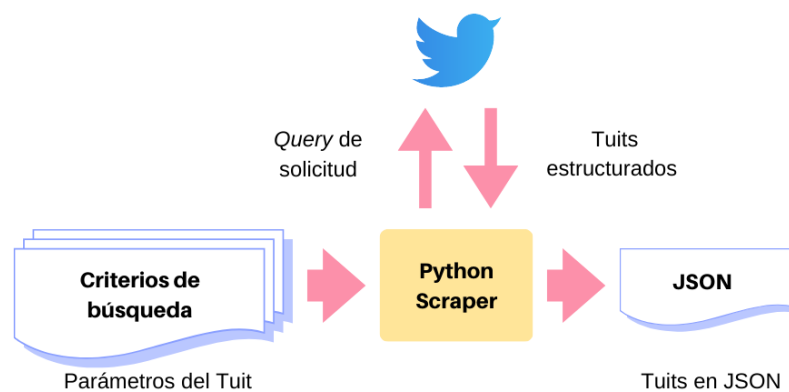 Query de
solicitud
Tuits
estructurados
Criterios de
búsqueda
Python
Scraper
JSON
Parámetros del Tuit
Tuits en JSON